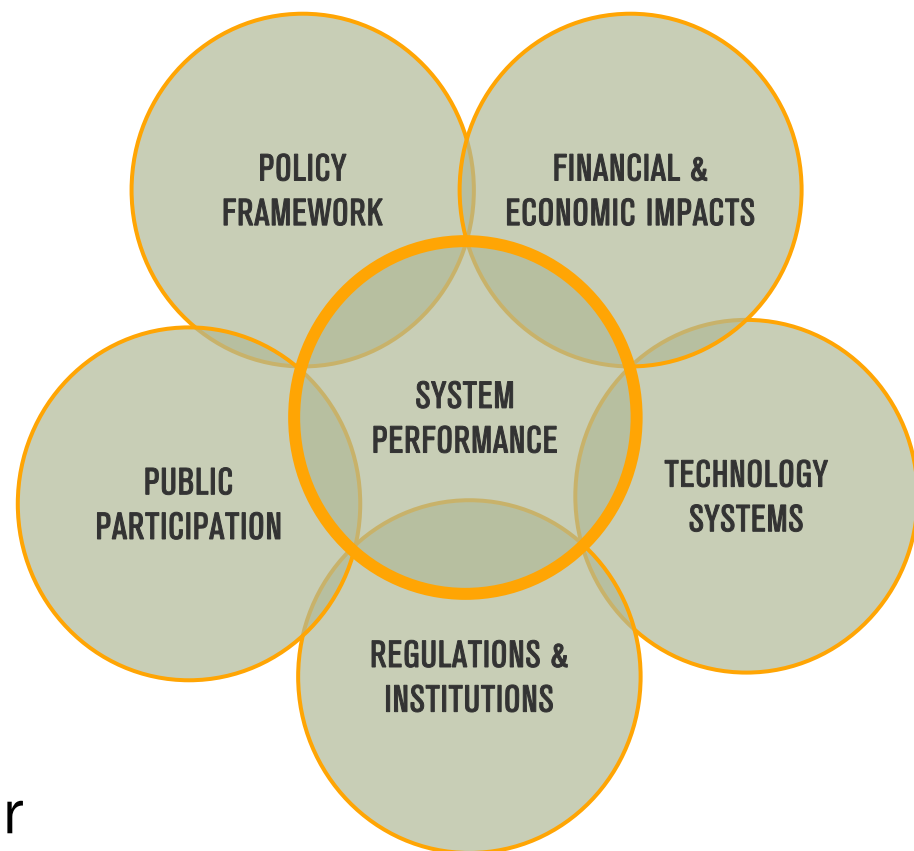 POLICY
FRAMEWORK
FINANCIAL &
ECONOMIC IMPACTS
SYSTEM
PERFORMANCE
PUBLIC
PARTICIPATION
TECHNOLOGY
SYSTEMS
REGULATIONS &
INSTITUTIONS
r